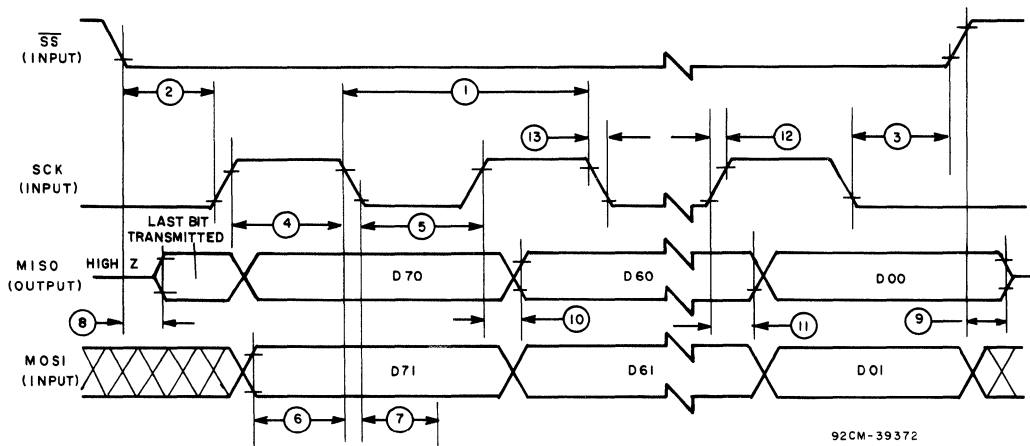 SS
(INPUT)
2
1
13
12
3
SCK
(INPUT)
LAST BIT
TRANSMITTED
4
5
MISO
(OUTPUT)
HIGH Z
D70
D60
D00
8
10
11
9
MOSI
(INPUT)
D71
D61
D01
6
7
92CM-39372